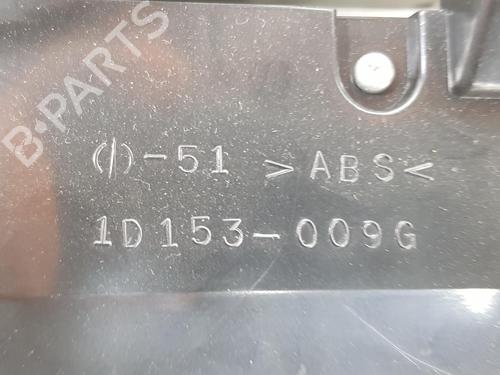 B-PARTS
(/)-51 >ABS<
1D153-009G